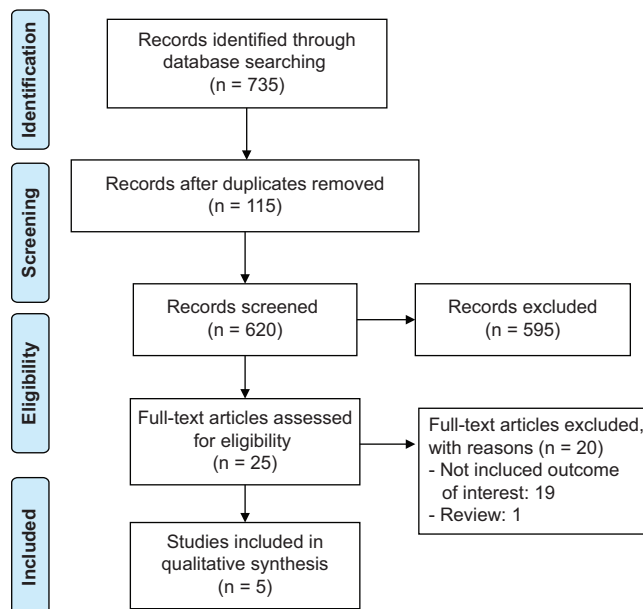 Identification
Records identified through
database searching
(n = 735)
Screening
Records after duplicates removed
(n = 115)
Records screened
(n = 620)
Records excluded
(n = 595)
Eligibility
Full-text articles assessed
for eligibility
(n = 25)
Full-text articles excluded,
with reasons (n = 20)
- Not inclu­ced outcome
of interest: 19
- Review: 1
Included
Studies included in
qualitative synthesis
(n = 5)